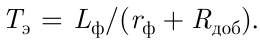 Tэ = Lф/(rф + Rдоб).